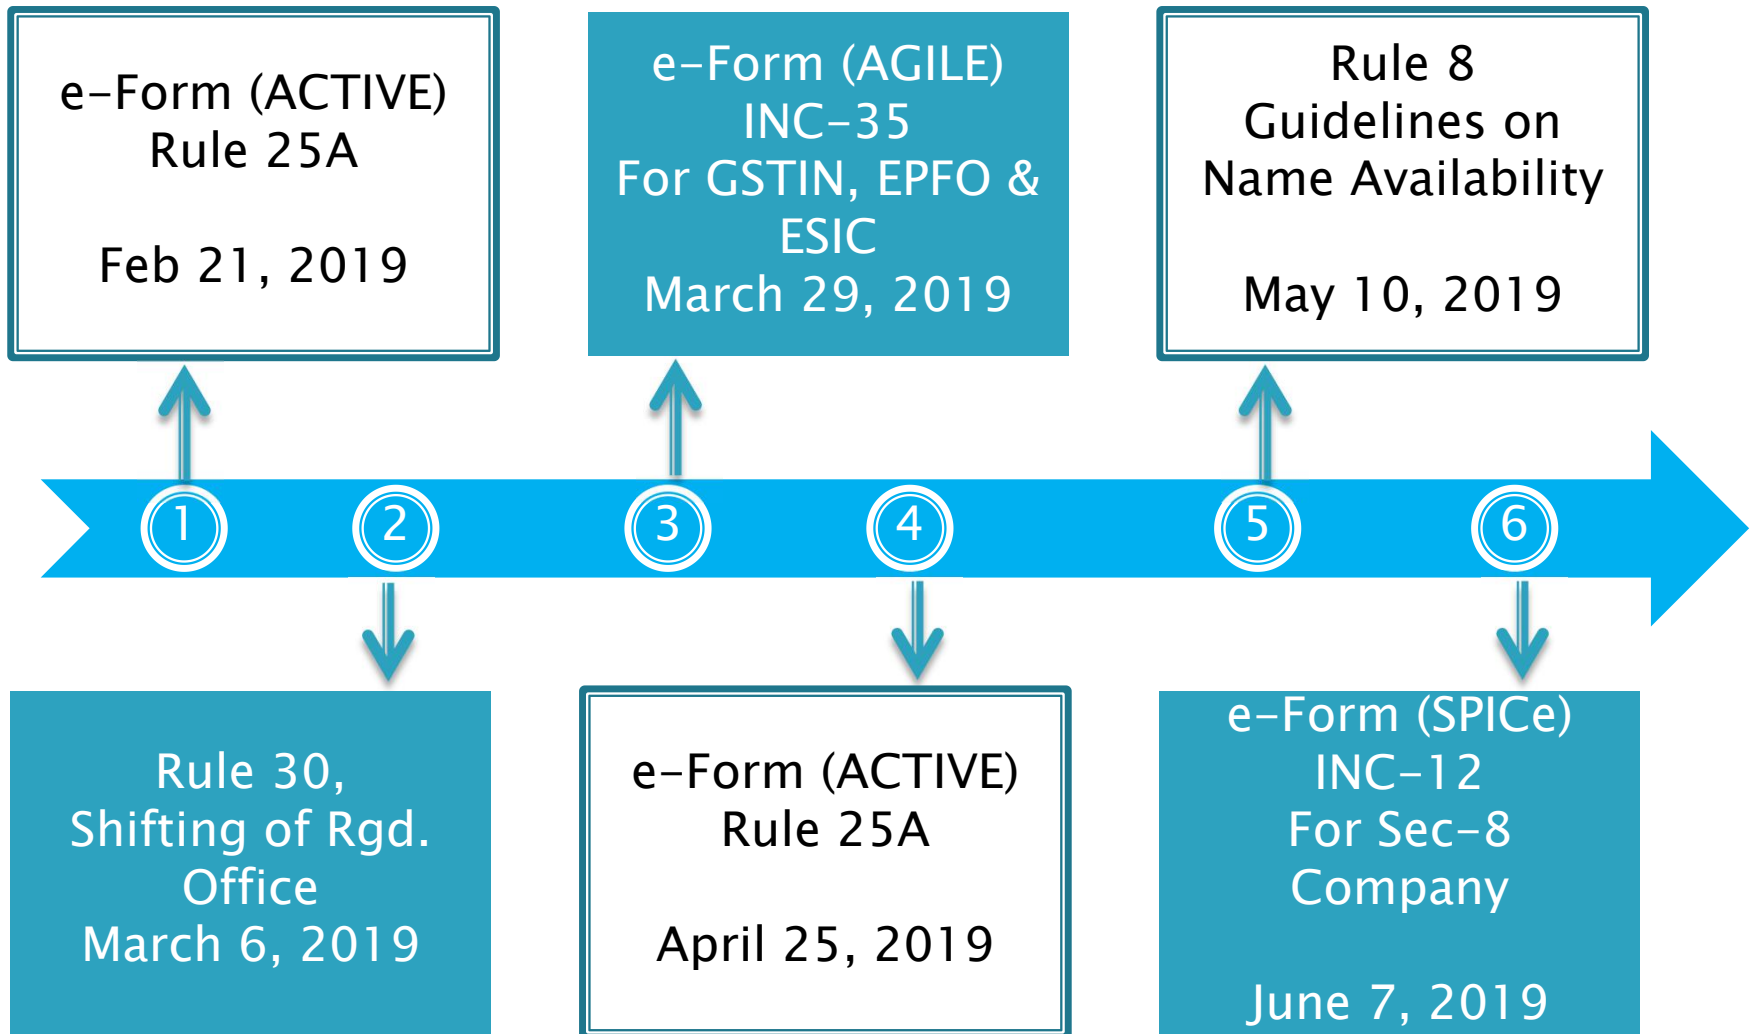 e-Form (ACTIVE)
Rule 25A
Feb 21, 2019
e-Form (AGILE)
INC-35
For GSTIN, EPFO &
ESIC
March 29, 2019
Rule 8
Guidelines on
Name Availability
May 10, 2019
1
2
3
4
5
6
Rule 30,
Shifting of Rgd.
Office
March 6, 2019
e-Form (ACTIVE)
Rule 25A
April 25, 2019
e-Form (SPICe)
INC-12
For Sec-8
Company
June 7, 2019